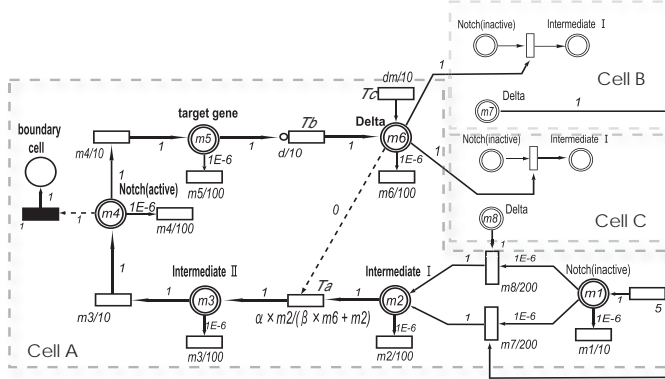 Notch(inactive)
Intermediate I
1
Cell B
dm/10
Tc
m7
Delta
1
target gene
Delta
boundary
cell
m4/10
1
m5
1
Tb
d/10
1
m6
1E-6
m5/100
1E-6
m6/100
1
Notch(inactive)
Intermediate I
Cell C
1
Notch(active)
m4
1E-6
m4/100
1
1
0
m8
Delta
1
1
Intermediate II
Ta
Intermediate I
1E-6
Notch(inactive)
m3/10
1
m3
1
1
m2
1
m8/200
m1
1
5
α × m2/(β × m6 + m2)
1
1E-6
1E-6
m3/100
1E-6
m2/100
m7/200
1E-6
m1/10
Cell A